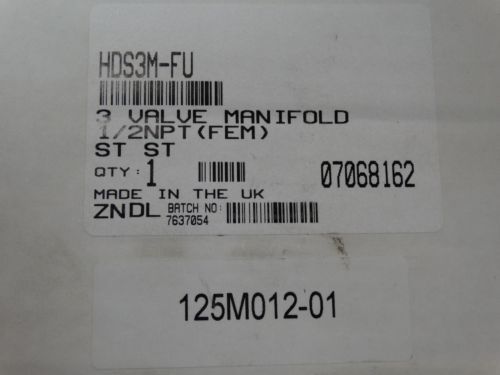 HDS3M-FU
3 VALVE MANIFOLD
1/2NPT(FEM)
ST ST
QTY: 1 07068162
MADE IN THE UK
ZNDL BATCH NO:
7637054
125M012-01